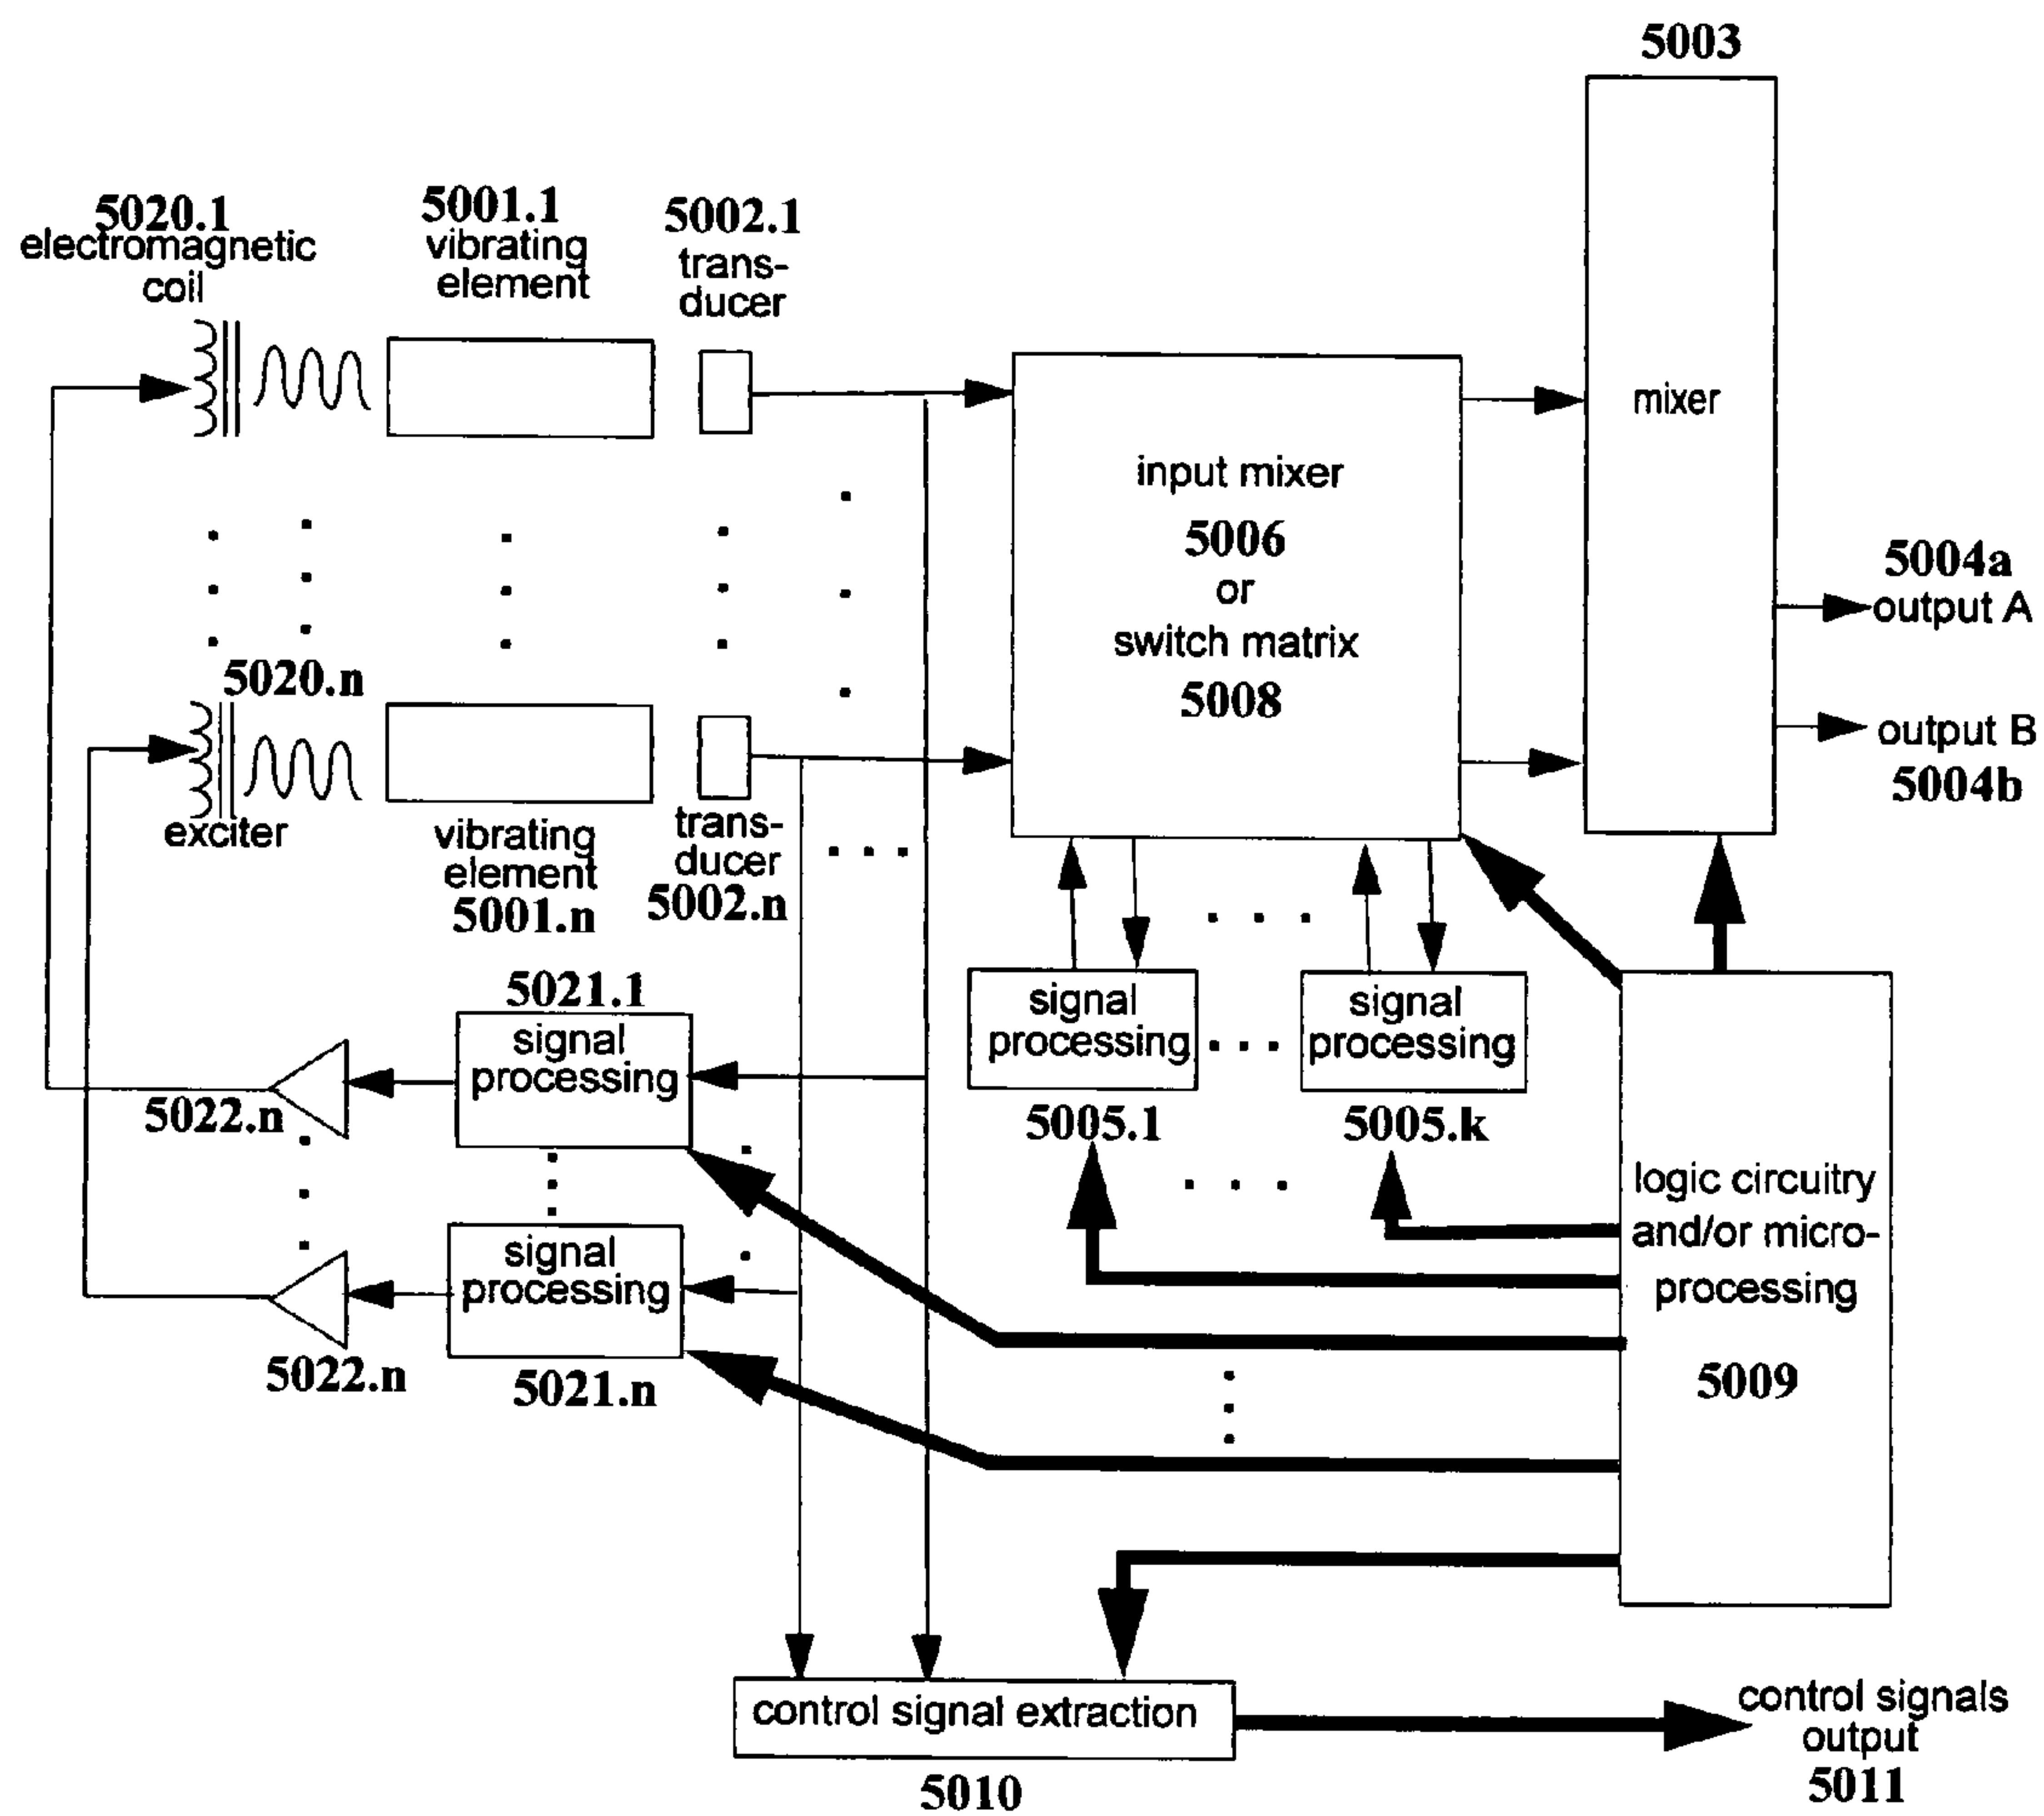 5003
5020.1
electromagnetic
coil
5001.1
vibrating
element
5002.1
trans-
ducer
mixer
input mixer
5006
or
switch matrix
5008
5004a
output A
output B
5004b
5020.n
exciter
vibrating
element
5001.n
trans-
ducer
5002.n
5021.1
signal
processing
5022.n
signal
processing
5005.1
signal
processing
5005.k
signal
processing
5022.n
5021.n
logic circuitry
and/or micro-
processing
5009
control signal extraction
5010
control signals
output
5011